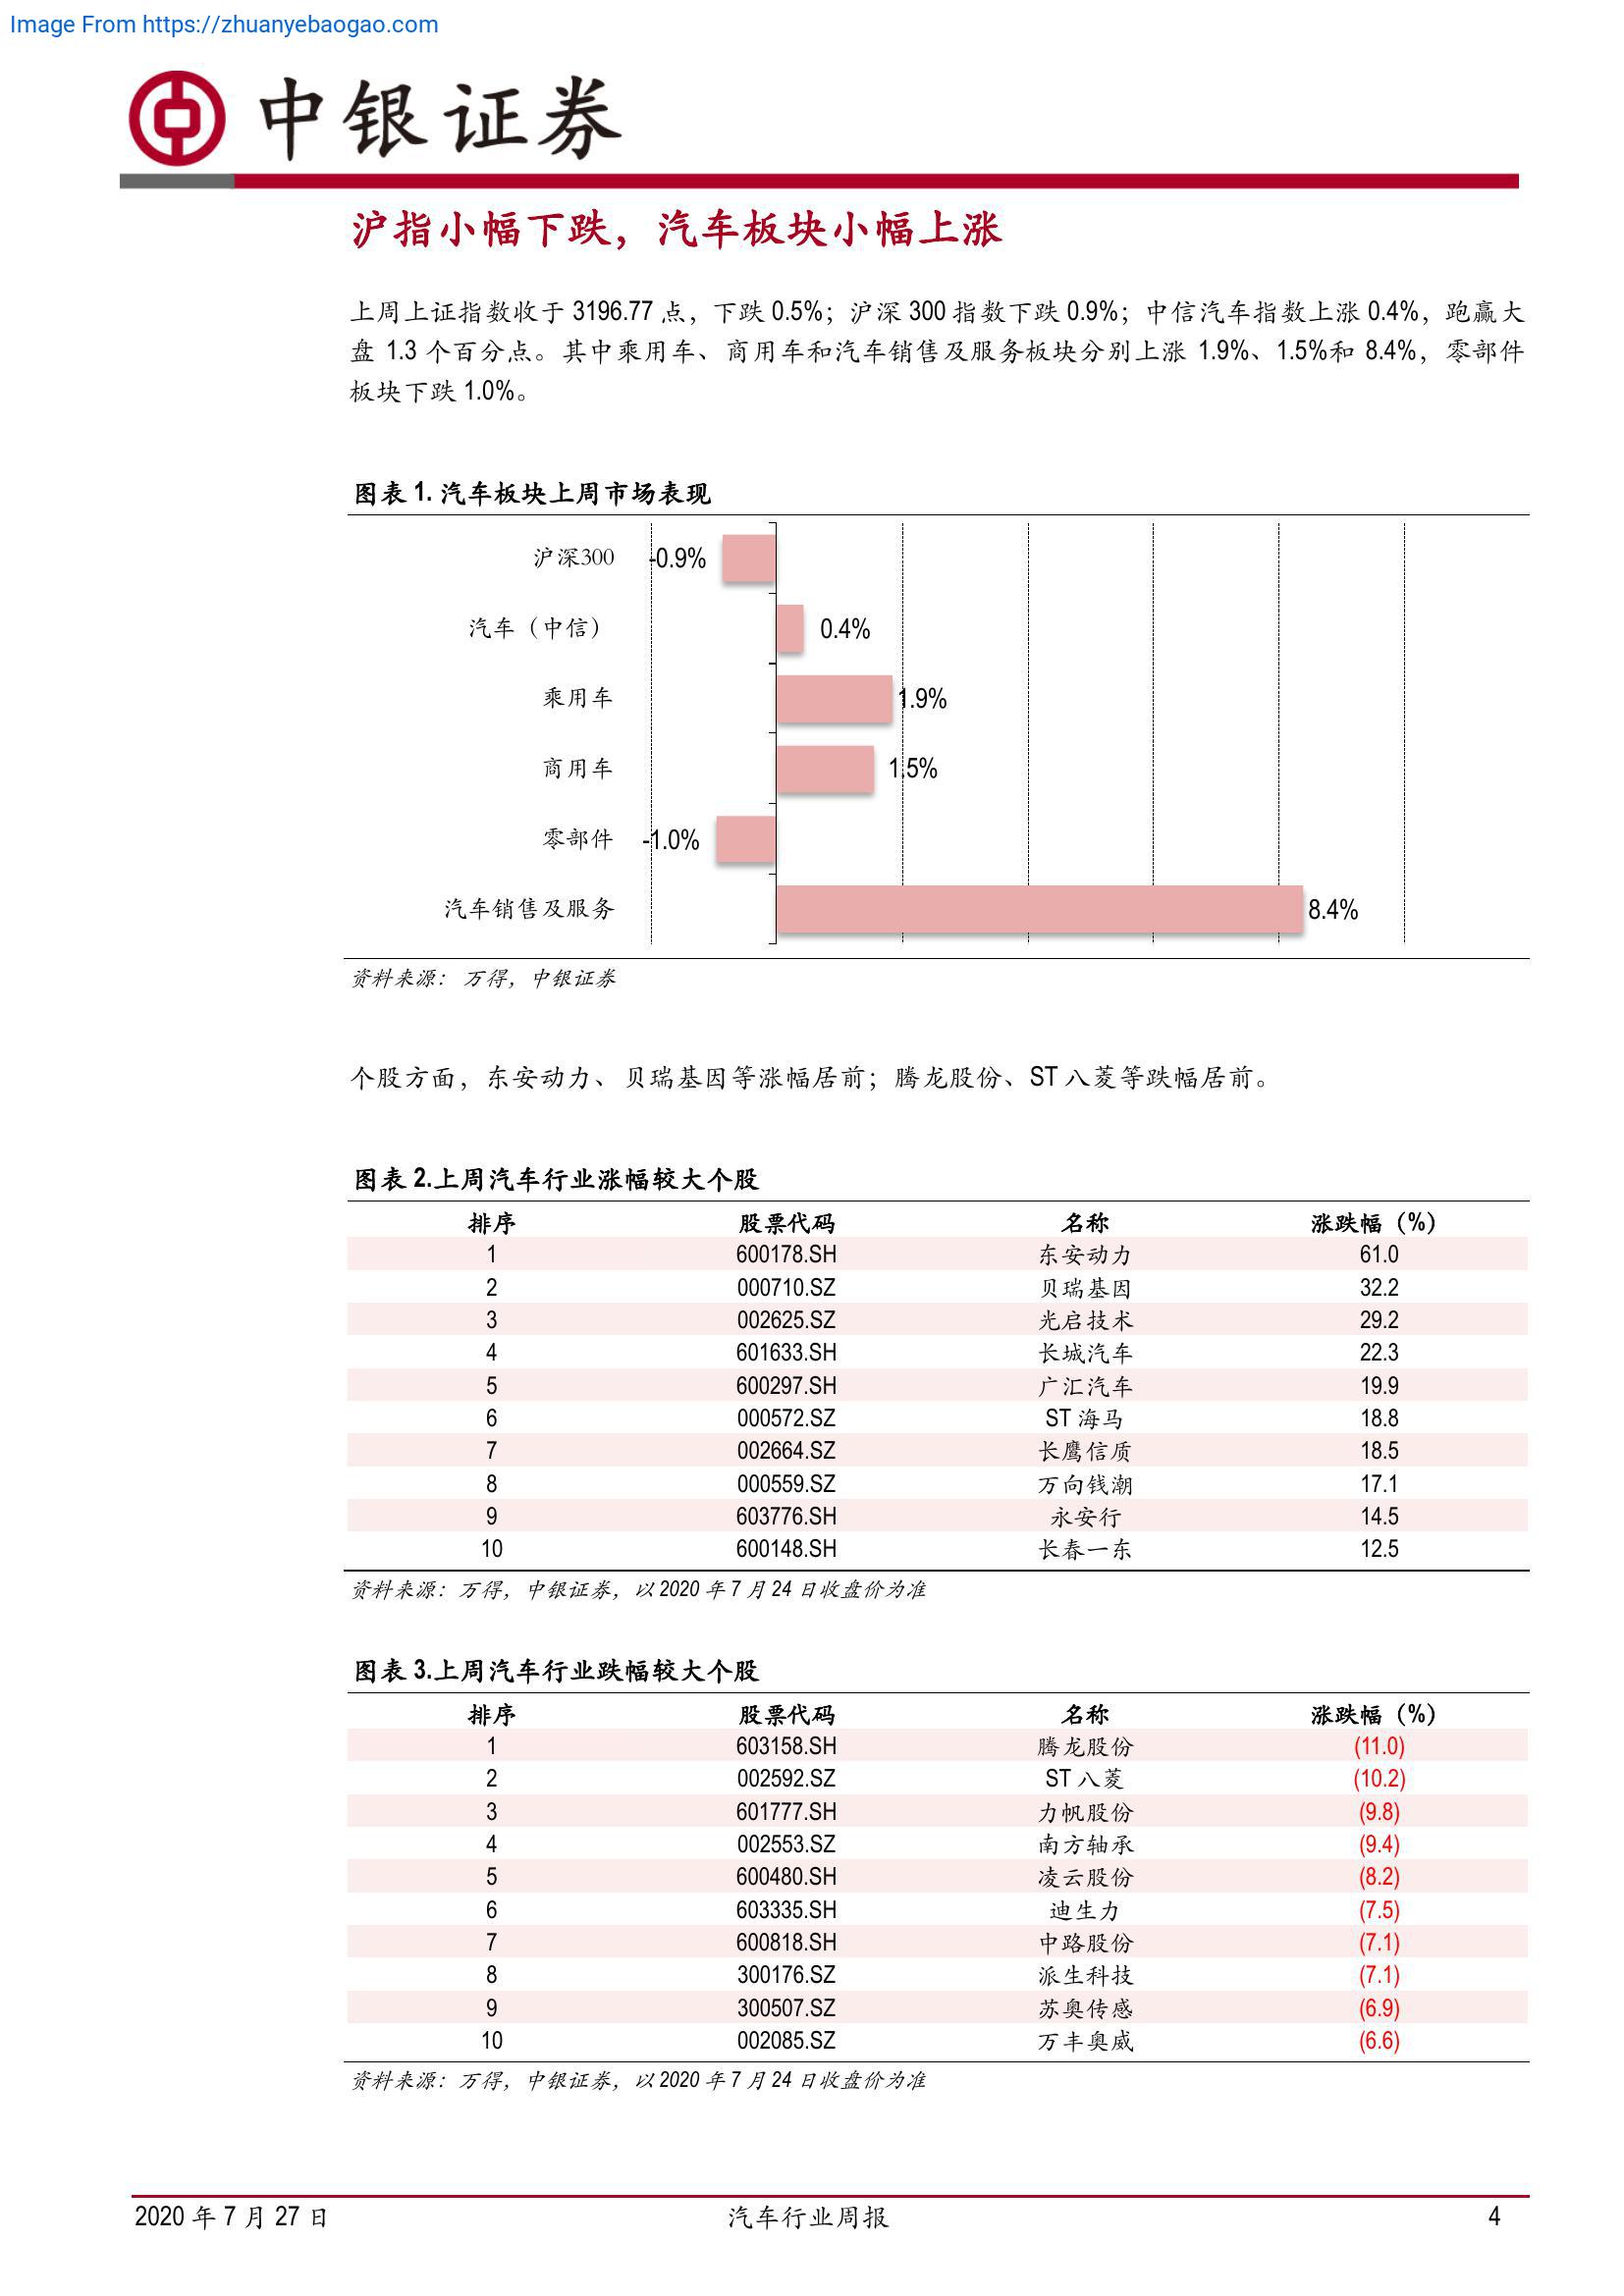 Image From https://zhuanyebaogao.com
中银证券
沪指小幅下跌，汽车板块小幅上涨
上周上证指数收于 3196.77 点，下跌 0.5%；沪深 300 指数下跌 0.9%；中信汽车指数上涨 0.4%，跑赢大
盘 1.3 个百分点。其中乘用车、商用车和汽车销售及服务板块分别上涨 1.9%、1.5%和 8.4%，零部件
板块下跌 1.0%。
图表 1. 汽车板块上周市场表现
沪深300 -0.9%
汽车（中信） 0.4%
乘用车 1.9%
商用车 1.5%
零部件 -1.0%
汽车销售及服务 8.4%
资料来源： 万得，中银证券
个股方面，东安动力、贝瑞基因等涨幅居前；腾龙股份、ST 八菱等跌幅居前。
图表 2.上周汽车行业涨幅较大个股
排序 股票代码 名称 涨跌幅（%）
1 600178.SH 东安动力 61.0
2 000710.SZ 贝瑞基因 32.2
3 002625.SZ 光启技术 29.2
4 601633.SH 长城汽车 22.3
5 600297.SH 广汇汽车 19.9
6 000572.SZ ST 海马 18.8
7 002664.SZ 长鹰信质 18.5
8 000559.SZ 万向钱潮 17.1
9 603776.SH 永安行 14.5
10 600148.SH 长春一东 12.5
资料来源：万得，中银证券，以 2020 年 7 月 24 日收盘价为准
图表 3.上周汽车行业跌幅较大个股
排序 股票代码 名称 涨跌幅（%）
1 603158.SH 腾龙股份 (11.0)
2 002592.SZ ST 八菱 (10.2)
3 601777.SH 力帆股份 (9.8)
4 002553.SZ 南方轴承 (9.4)
5 600480.SH 凌云股份 (8.2)
6 603335.SH 迪生力 (7.5)
7 600818.SH 中路股份 (7.1)
8 300176.SZ 派生科技 (7.1)
9 300507.SZ 苏奥传感 (6.9)
10 002085.SZ 万丰奥威 (6.6)
资料来源：万得，中银证券，以 2020 年 7 月 24 日收盘价为准
2020 年 7 月 27 日 汽车行业周报 4